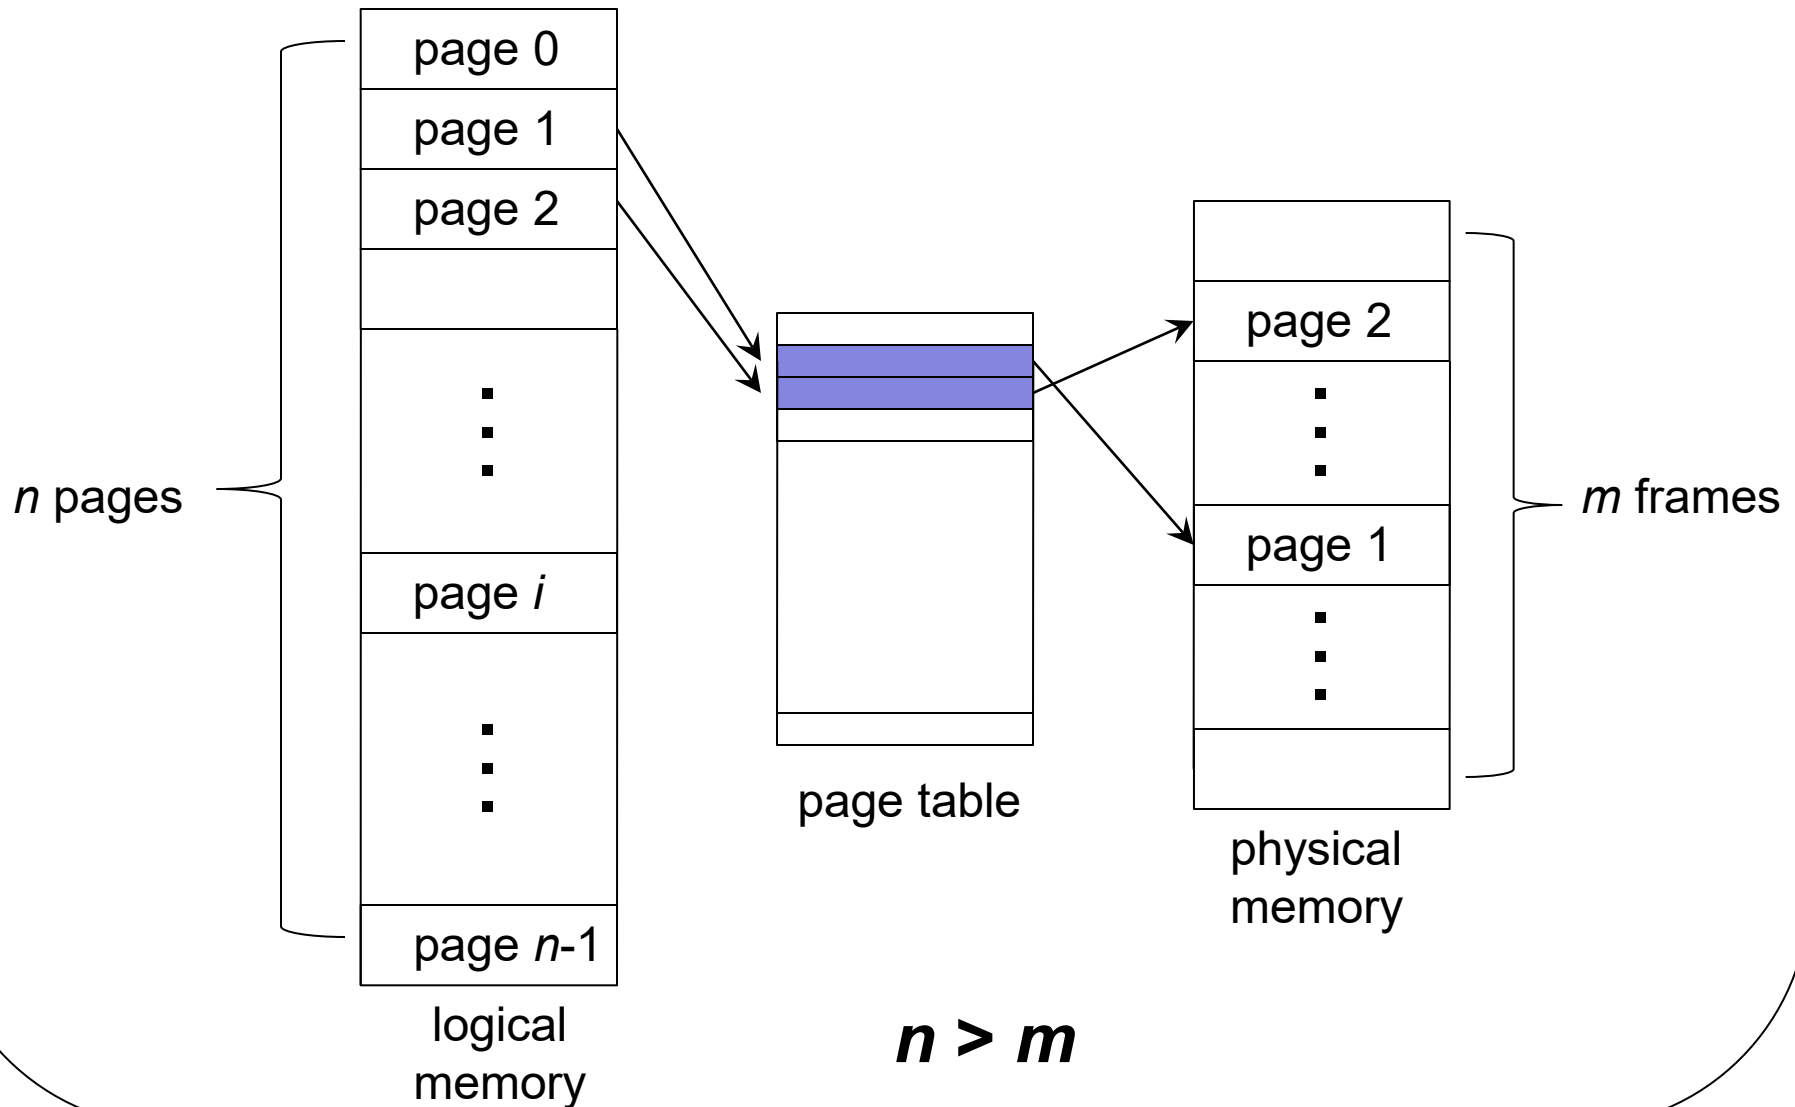 page 0
page 1
page 2
page i
page n-1
n pages
logical
memory
page table
page 2
page 1
m frames
physical
memory
n > m